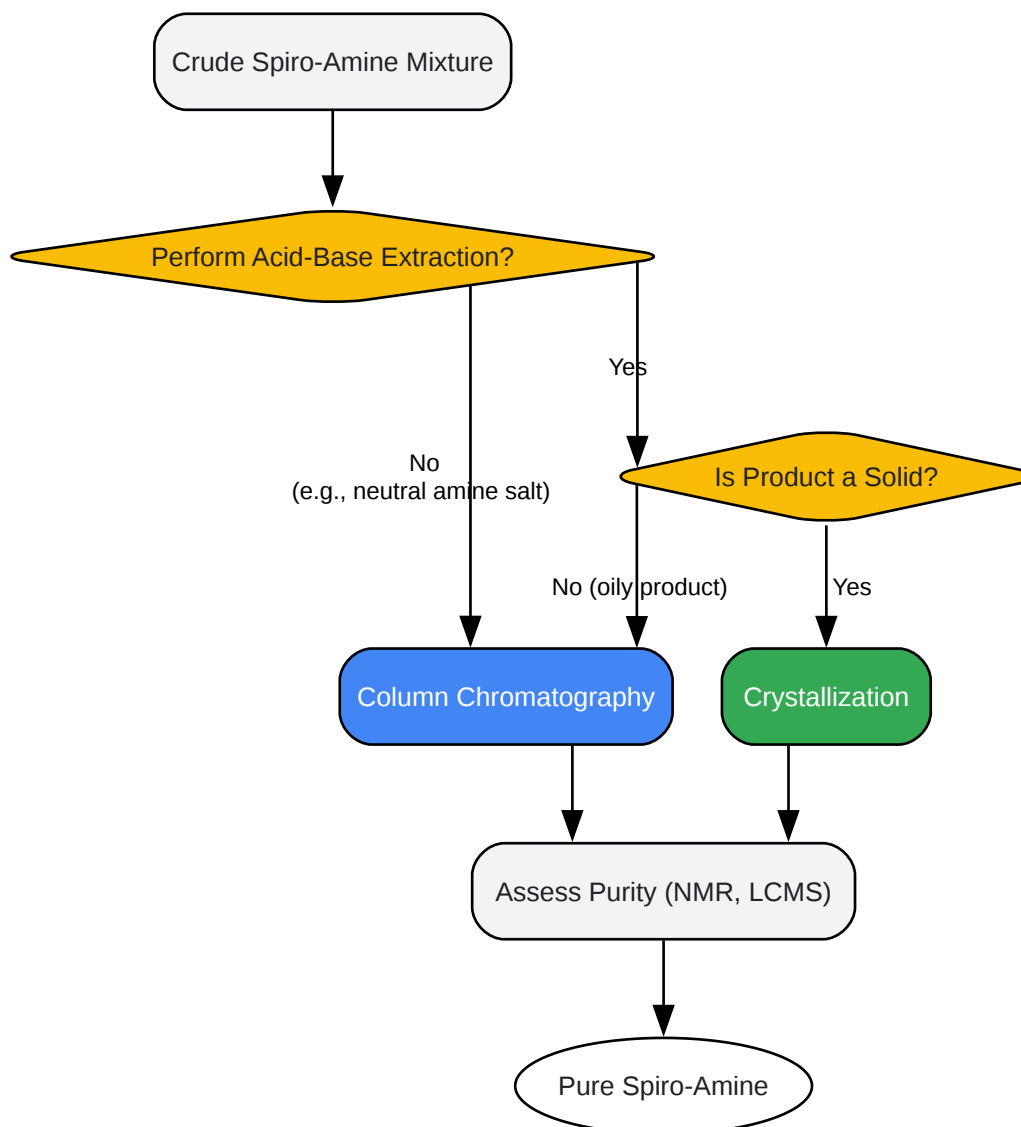 Crude Spiro-Amine Mixture
Perform Acid-Base Extraction?
Yes
No
(e.g., neutral amine salt)
Is Product a Solid?
No (oily product)
Yes
Column Chromatography
Crystallization
Assess Purity (NMR, LCMS)
Pure Spiro-Amine